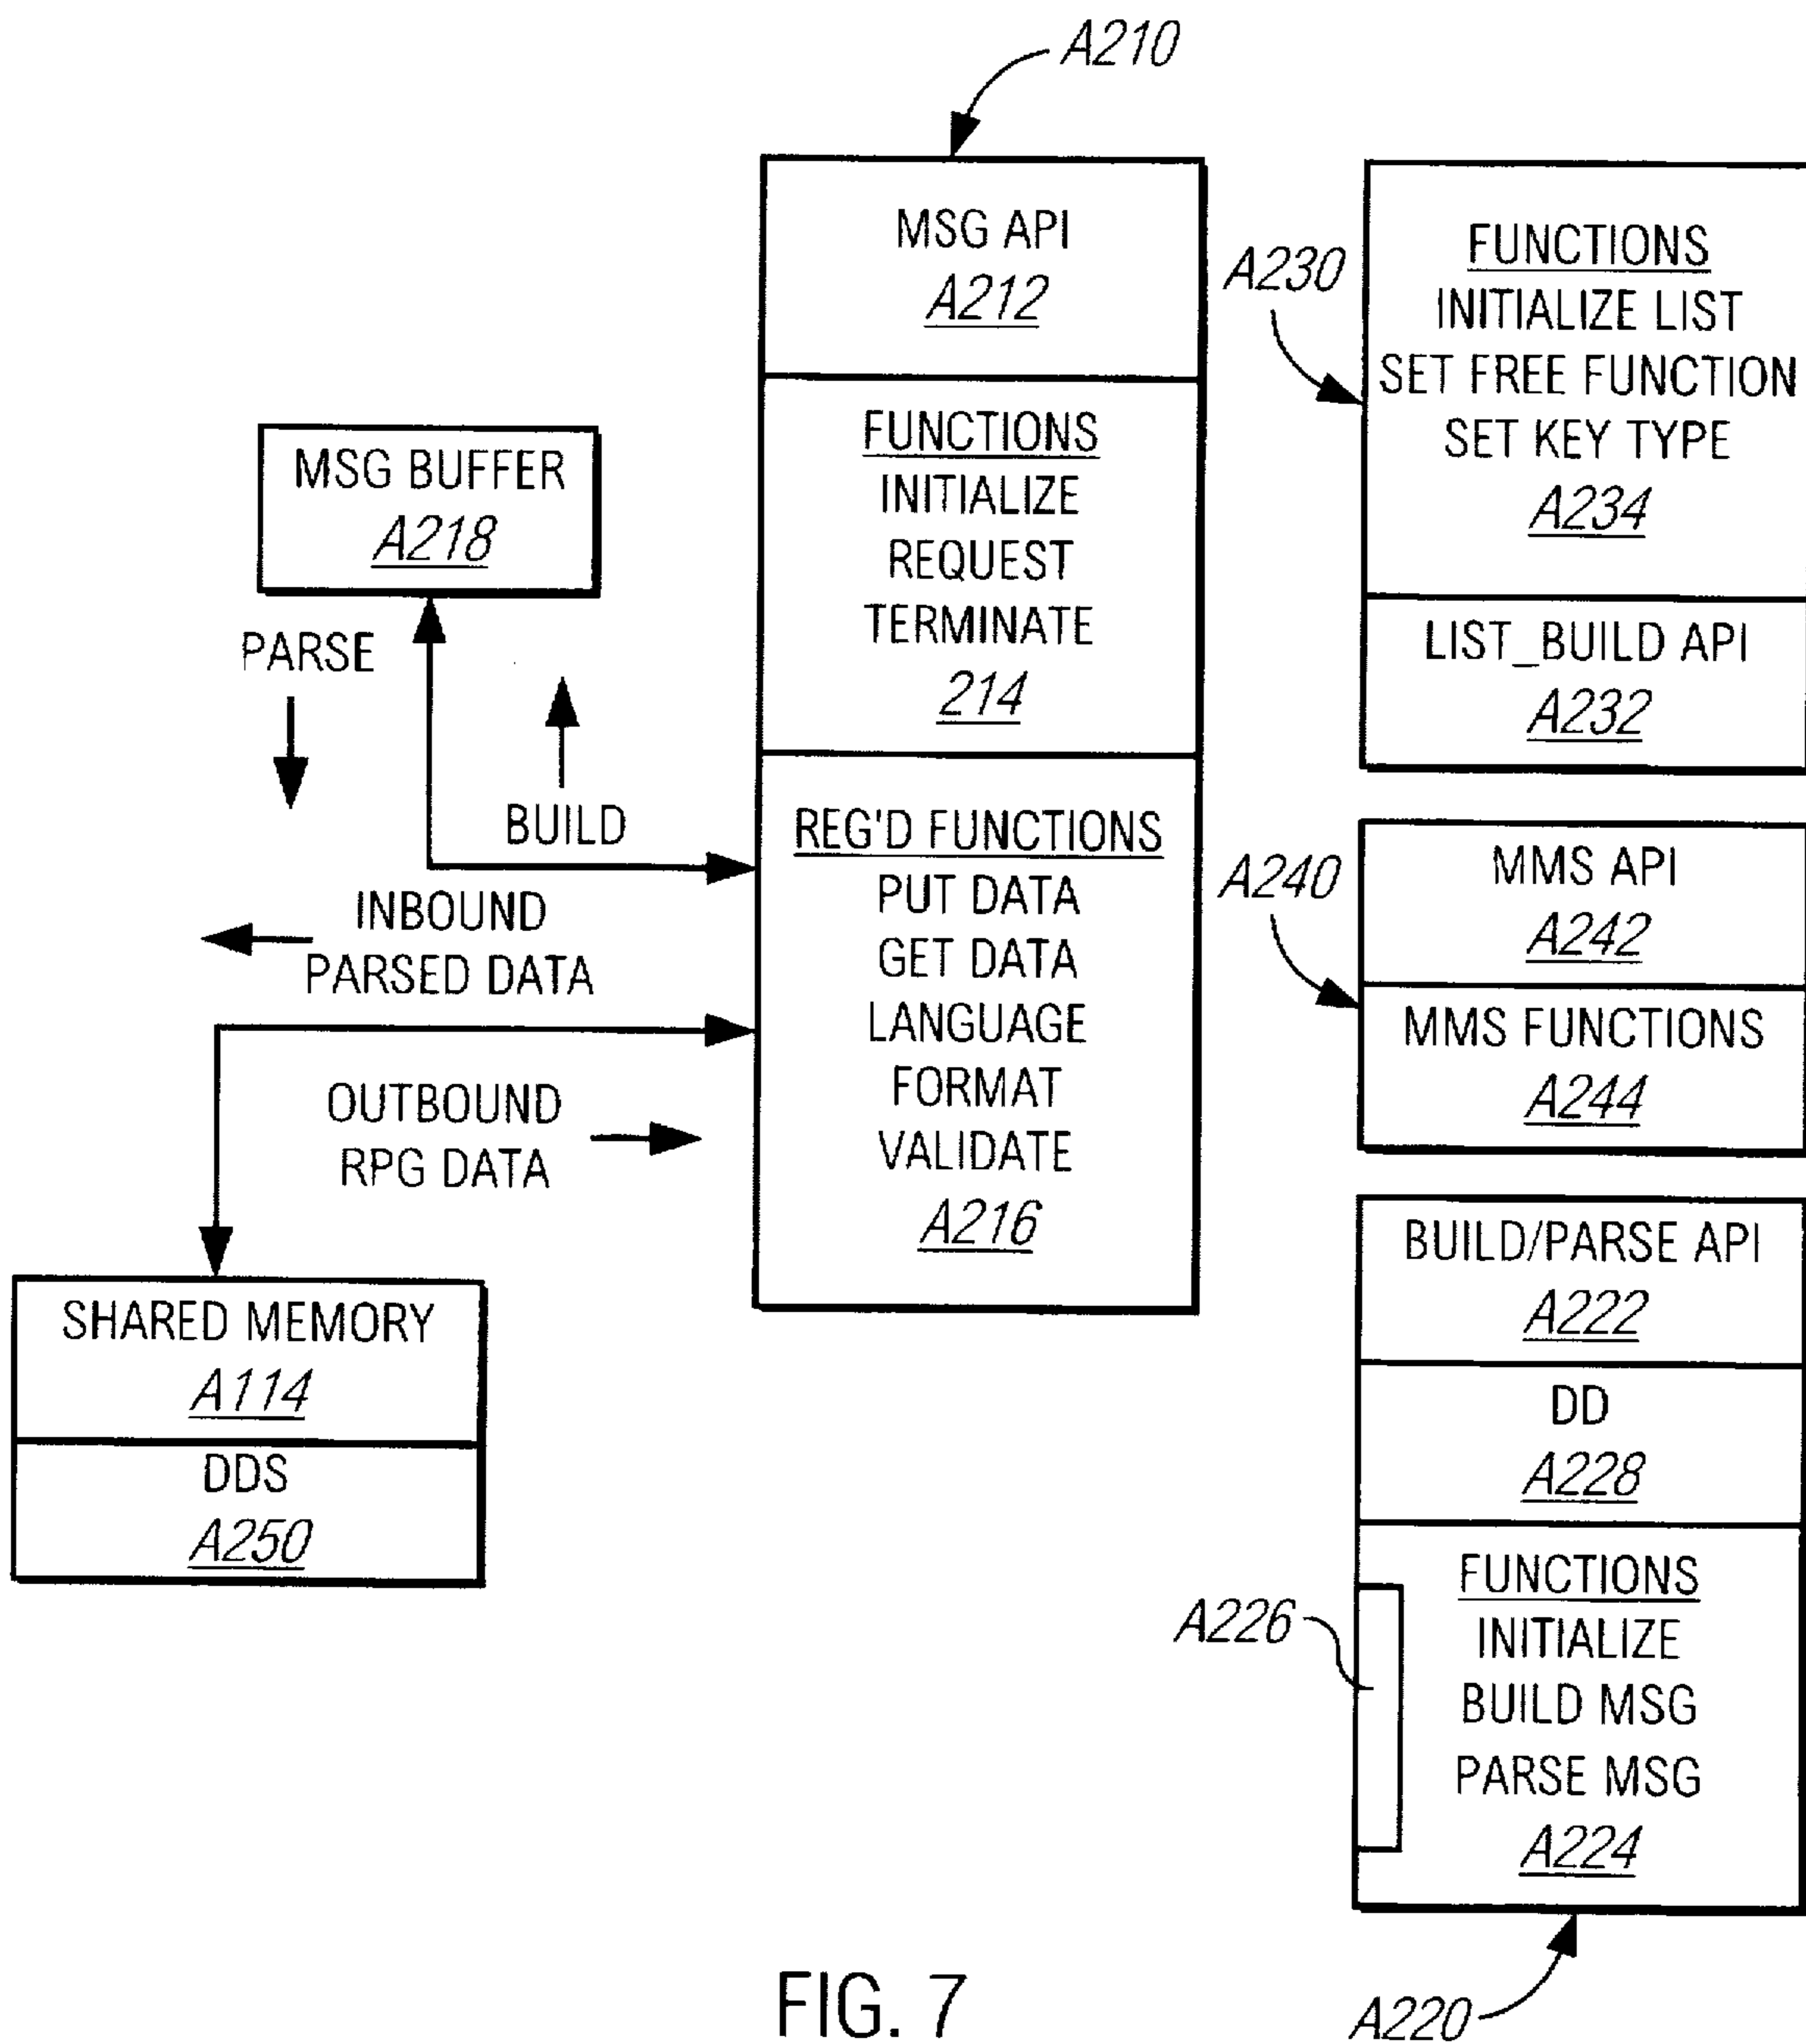 A210
MSG API
A212
FUNCTIONS
INITIALIZE
REQUEST
TERMINATE
214
REG'D FUNCTIONS
PUT DATA
GET DATA
LANGUAGE
FORMAT
VALIDATE
A216
MSG BUFFER
A218
PARSE
BUILD
INBOUND
PARSED DATA
OUTBOUND
RPG DATA
SHARED MEMORY
A114
DDS
A250
A230
FUNCTIONS
INITIALIZE LIST
SET FREE FUNCTION
SET KEY TYPE
A234
LIST_BUILD API
A232
A240
MMS API
A242
MMS FUNCTIONS
A244
BUILD/PARSE API
A222
DD
A228
A226
FUNCTIONS
INITIALIZE
BUILD MSG
PARSE MSG
A224
A220
FIG. 7